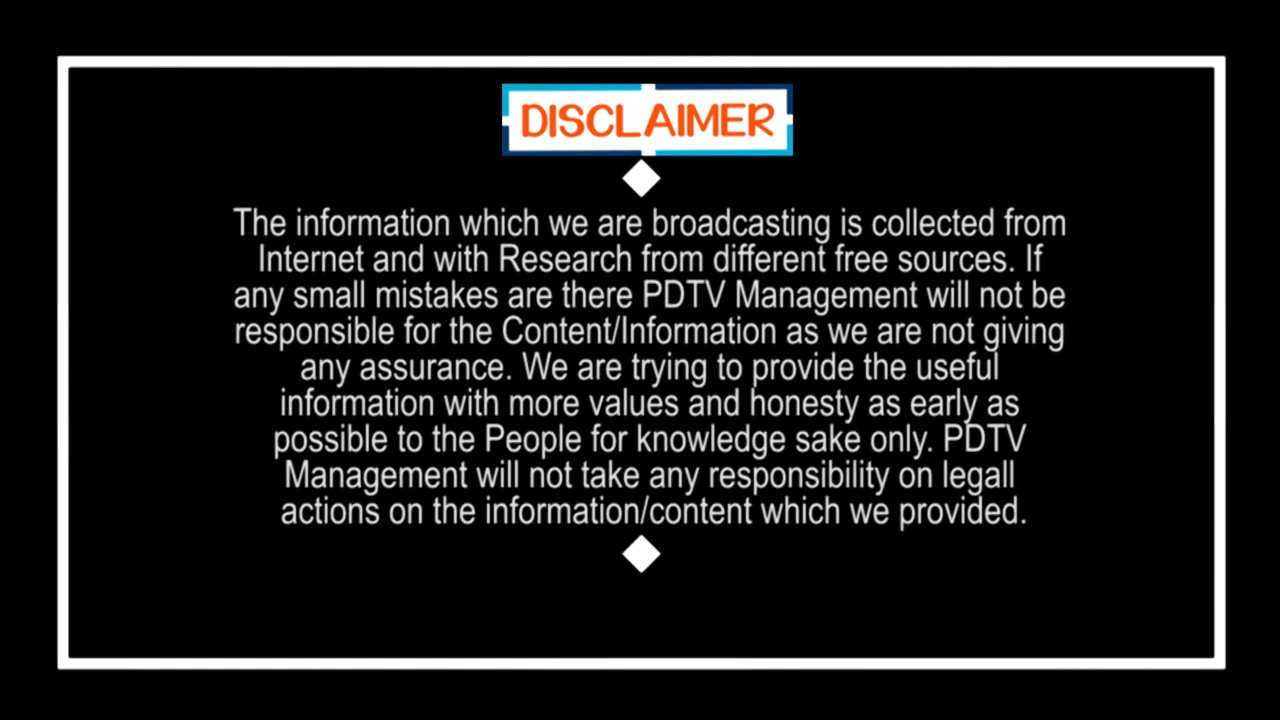 DISCLAIMER
The information which we are broadcasting is collected from
Internet and with Research from different free sources. If
any small mistakes are there PDTV Management will not be
responsible for the Content/Information as we are not giving
any assurance. We are trying to provide the useful
information with more values and honesty as early as
possible to the People for knowledge sake only. PDTV
Management will not take any responsibility on legall
actions on the information/content which we provided.